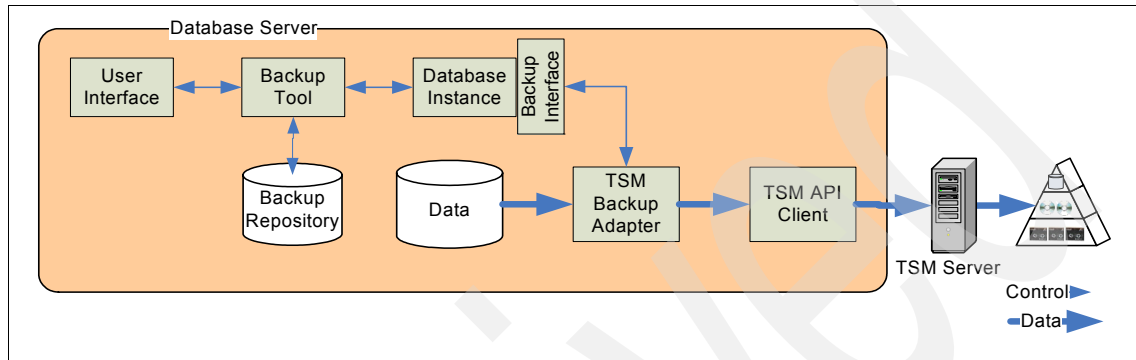 Database Server
User
Interface
Backup
Tool
Database
Instance
Backup
Interface
Backup
Repository
Data
TSM
Backup
Adapter
TSM API
Client
TSM Server
Control
Data